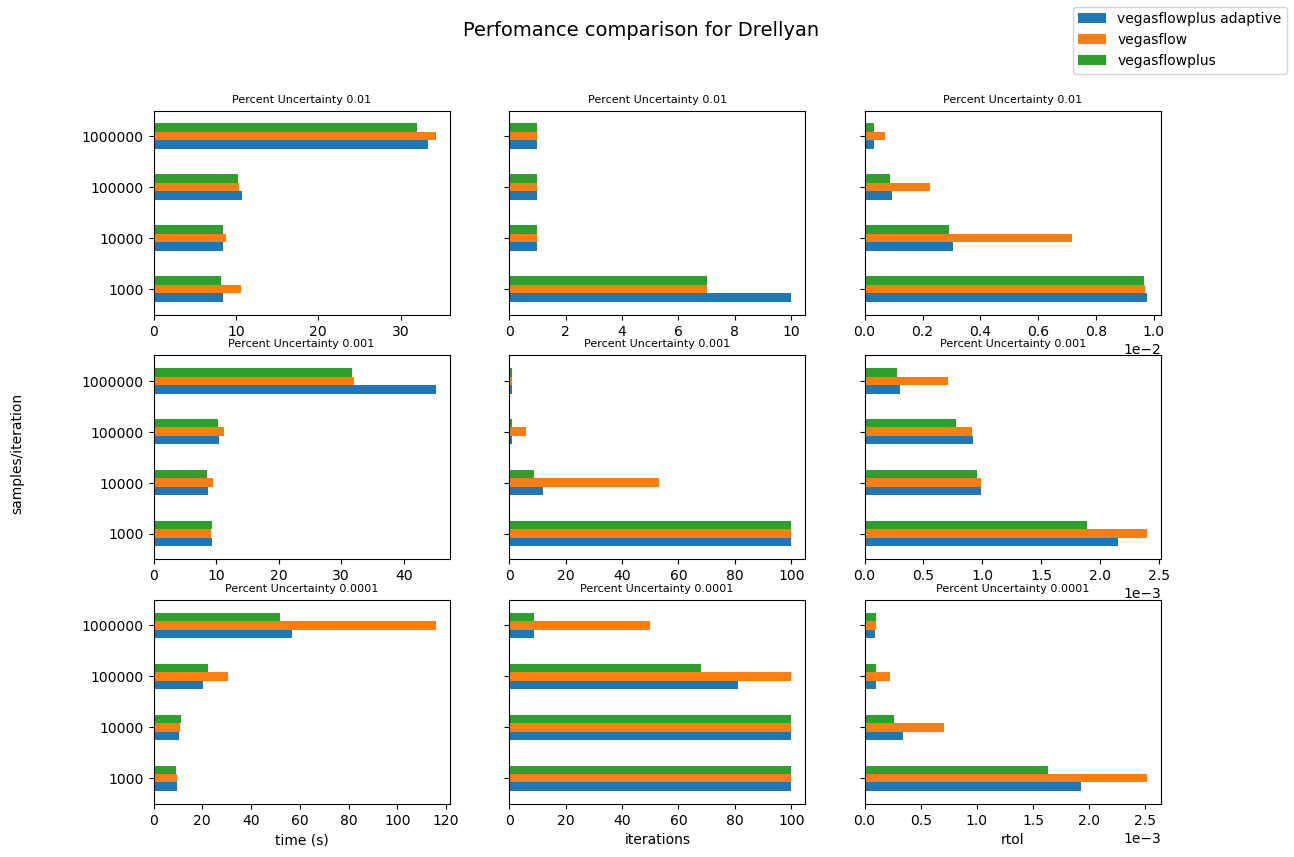 Perfomance comparison for Drellyan
vegasflowplus adaptive
vegasflow
vegasflowplus
Percent Uncertainty 0.01
Percent Uncertainty 0.01
Percent Uncertainty 0.01
1000000
100000
10000
1000
0 10 20 30
0 2 4 6 8 10
0.0 0.2 0.4 0.6 0.8 1.0
1e−2
Percent Uncertainty 0.001
Percent Uncertainty 0.001
Percent Uncertainty 0.001
samples/iteration
1000000
100000
10000
1000
0 10 20 30 40
0 20 40 60 80 100
0.0 0.5 1.0 1.5 2.0 2.5
1e−3
Percent Uncertainty 0.0001
Percent Uncertainty 0.0001
Percent Uncertainty 0.0001
1000000
100000
10000
1000
0 20 40 60 80 100 120
0 20 40 60 80 100
0.0 0.5 1.0 1.5 2.0 2.5
1e−3
time (s)
iterations
rtol